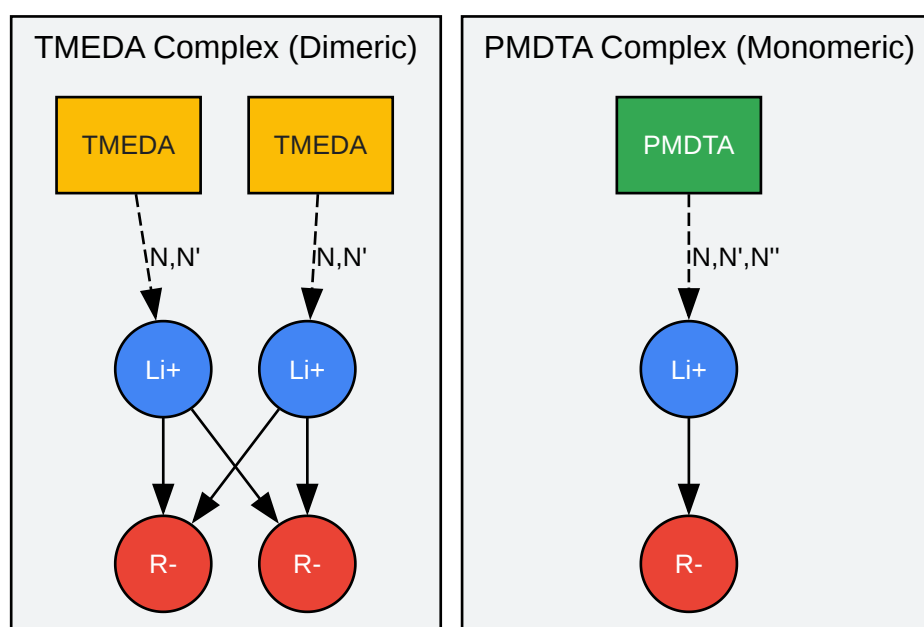 TMEDA Complex (Dimeric)
TMEDA
TMEDA
N,N'
N,N'
Li+
Li+
R-
R-
PMDTA Complex (Monomeric)
PMDTA
N,N',N''
Li+
R-